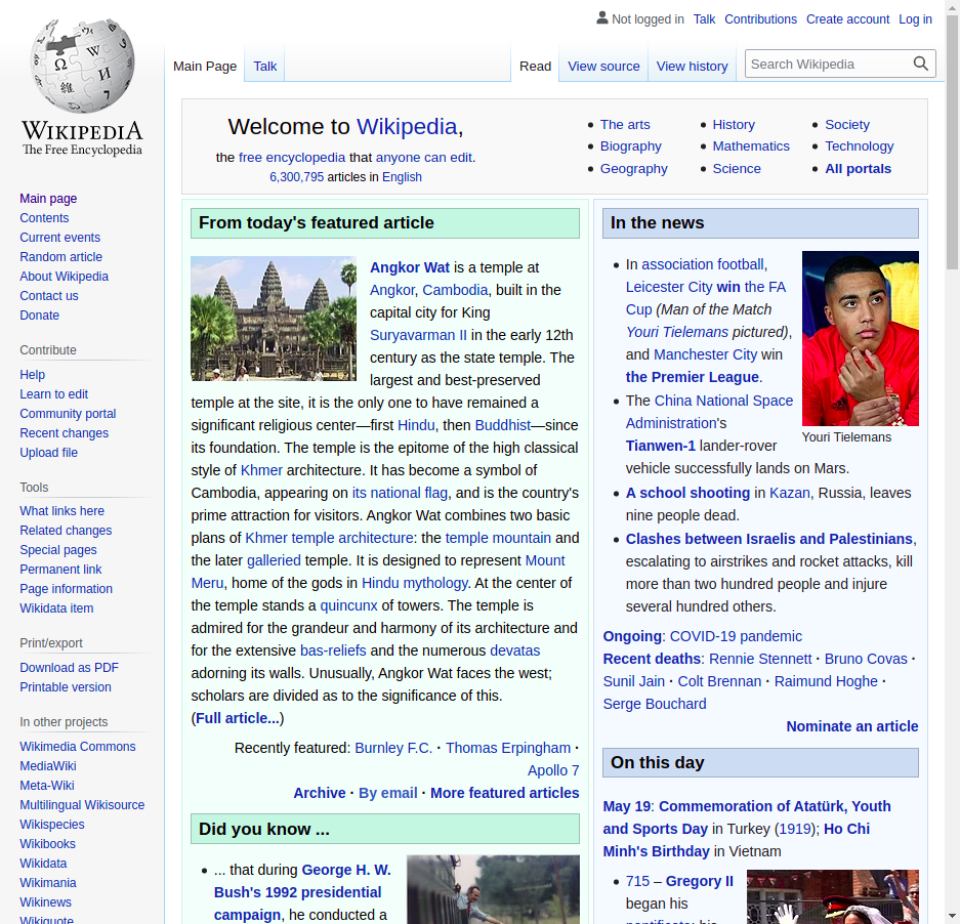 Not logged in Talk Contributions Create account Log in
Main Page Talk Read View source View history Search Wikipedia
WIKIPEDIA
The Free Encyclopedia
Main page
Contents
Current events
Random article
About Wikipedia
Contact us
Donate
Contribute
Help
Learn to edit
Community portal
Recent changes
Upload file
Tools
What links here
Related changes
Special pages
Permanent link
Page information
Wikidata item
Print/export
Download as PDF
Printable version
In other projects
Wikimedia Commons
MediaWiki
Meta-Wiki
Multilingual Wikisource
Wikispecies
Wikibooks
Wikidata
Wikimania
Wikinews
Wikiquote
Welcome to Wikipedia,
the free encyclopedia that anyone can edit.
6,300,795 articles in English
• The arts
• Biography
• Geography
• History
• Mathematics
• Science
• Society
• Technology
• All portals
From today's featured article
Angkor Wat is a temple at
Angkor, Cambodia, built in the
capital city for King
Suryavarman II in the early 12th
century as the state temple. The
largest and best-preserved
temple at the site, it is the only one to have remained a
significant religious center—first Hindu, then Buddhist—since
its foundation. The temple is the epitome of the high classical
style of Khmer architecture. It has become a symbol of
Cambodia, appearing on its national flag, and is the country's
prime attraction for visitors. Angkor Wat combines two basic
plans of Khmer temple architecture: the temple mountain and
the later galleried temple. It is designed to represent Mount
Meru, home of the gods in Hindu mythology. At the center of
the temple stands a quincunx of towers. The temple is
admired for the grandeur and harmony of its architecture and
for the extensive bas-reliefs and the numerous devatas
adorning its walls. Unusually, Angkor Wat faces the west;
scholars are divided as to the significance of this.
(Full article...)
Recently featured: Burnley F.C. · Thomas Erpingham ·
Apollo 7
Archive · By email · More featured articles
Did you know ...
• ... that during George H. W.
Bush's 1992 presidential
campaign, he conducted a
In the news
• In association football,
Leicester City win the FA
Cup (Man of the Match
Youri Tielemans pictured),
and Manchester City win
the Premier League.
• The China National Space
Administration's
Tianwen-1 lander-rover
vehicle successfully lands on Mars.
Youri Tielemans
• A school shooting in Kazan, Russia, leaves
nine people dead.
• Clashes between Israelis and Palestinians,
escalating to airstrikes and rocket attacks, kill
more than two hundred people and injure
several hundred others.
Ongoing: COVID-19 pandemic
Recent deaths: Rennie Stennett · Bruno Covas ·
Sunil Jain · Colt Brennan · Raimund Hoghe ·
Serge Bouchard
Nominate an article
On this day
May 19: Commemoration of Atatürk, Youth
and Sports Day in Turkey (1919); Ho Chi
Minh's Birthday in Vietnam
• 715 – Gregory II
began his
pontificate; his